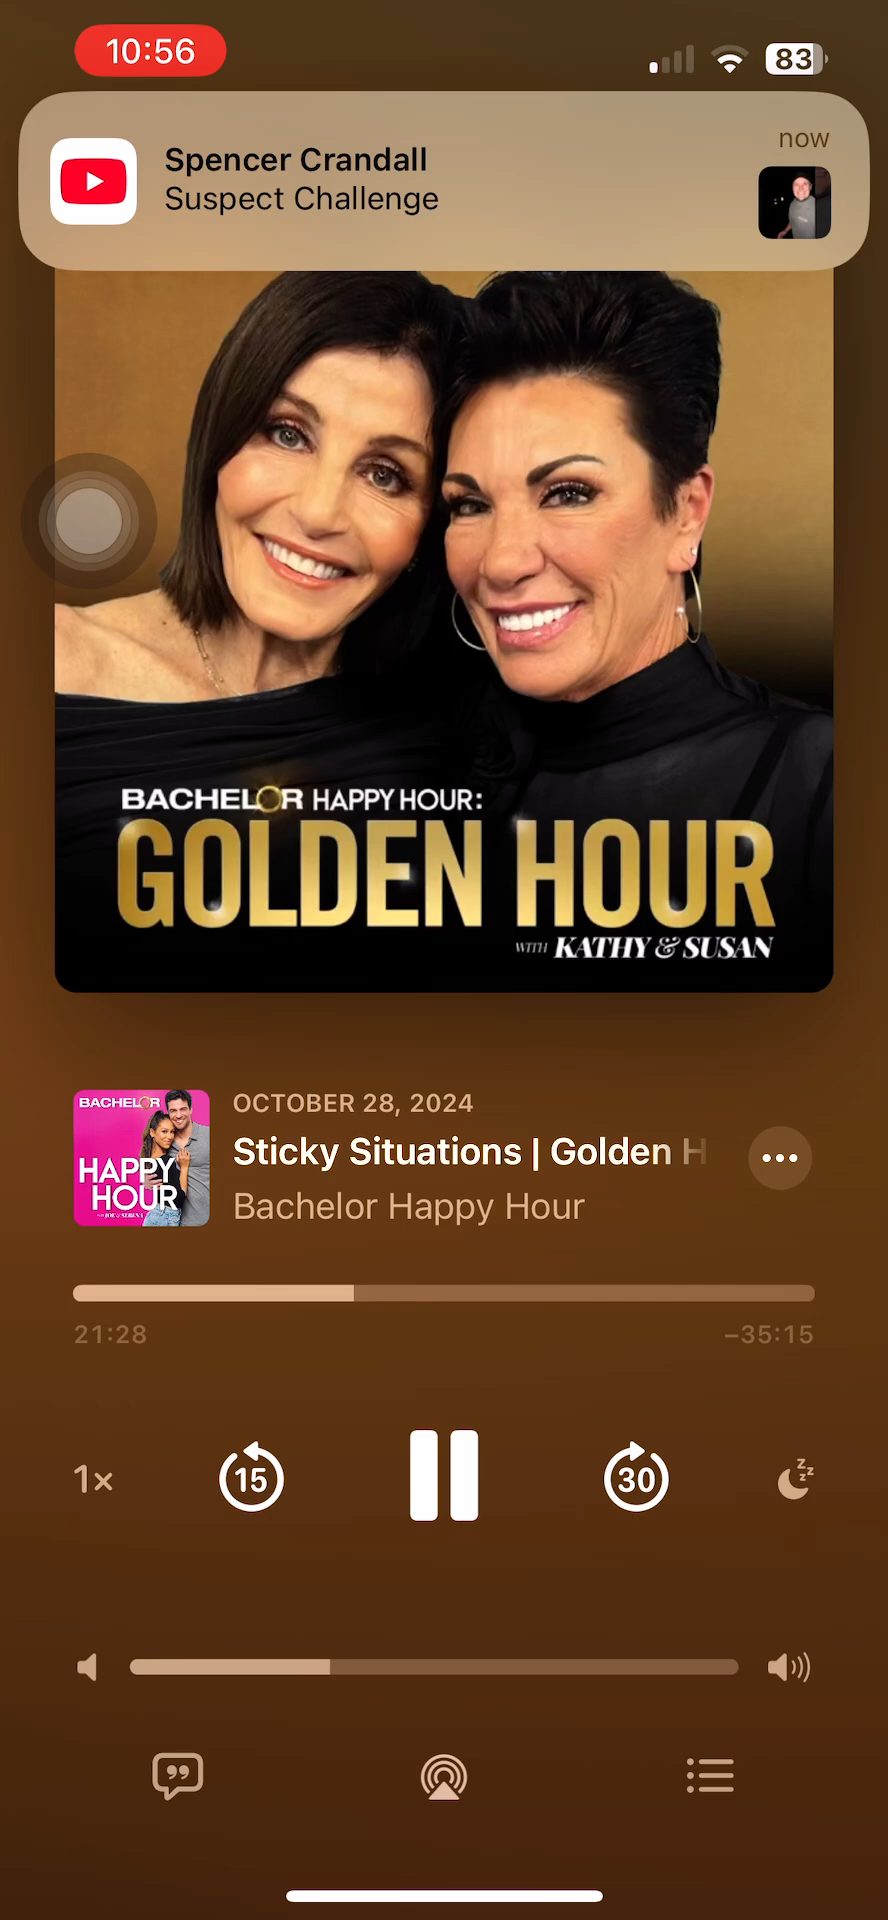 10:56
83
Spencer Crandall
now
Suspect Challenge
BACHELOR HAPPY HOUR:
GOLDEN HOUR
WITH KATHY & SUSAN
BACHELOR
HAPPY
HOUR
OCTOBER 28, 2024
Sticky Situations | Golden H
Bachelor Happy Hour
21:28
−35:15
1×
15
30
zzz